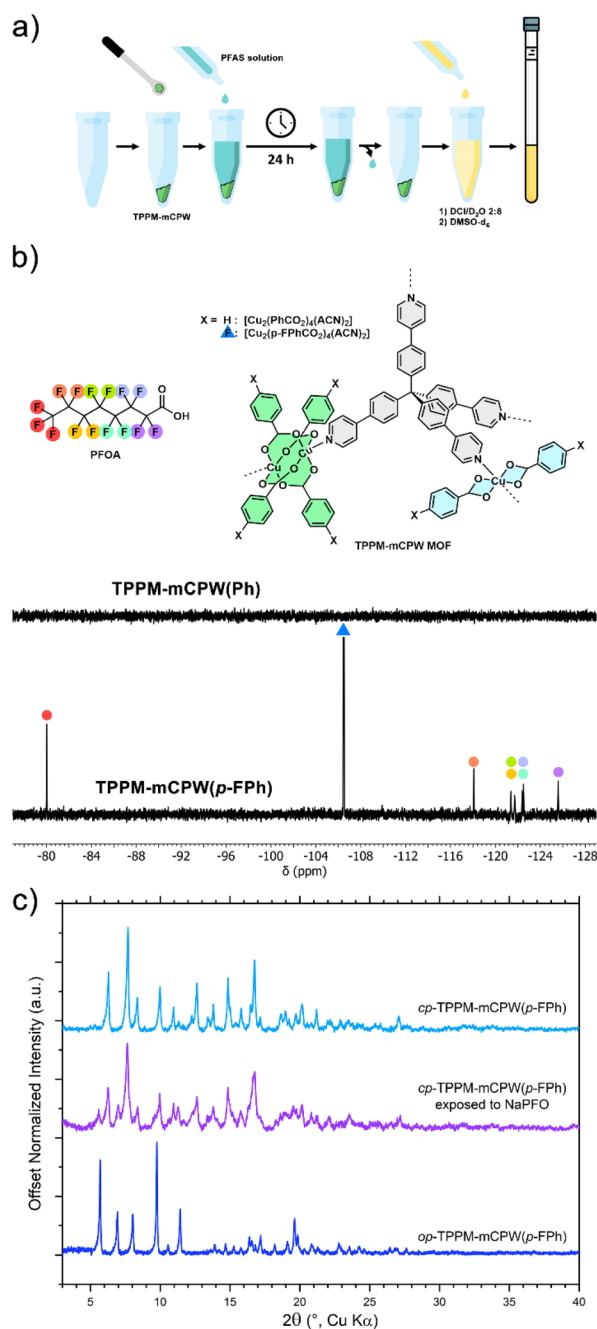 a)
PFAS solution
24 h
TPPM-mCPW
1) DCl/D₂O 2:8
2) DMSO-d₆
b)
X = H : [Cu₂(PhCO₂)₄(ACN)₂]
F : [Cu₂(p-FPhCO₂)₄(ACN)₂]
N
F F F F F F
F
F
F
F F F F F F
O
OH
PFOA
X
X
N
N
N
O O
O O
Cu
Cu
O O
O O
X
X
Cu
O O
O O
X
X
TPPM-mCPW MOF
TPPM-mCPW(Ph)
TPPM-mCPW(p-FPh)
-80 -84 -88 -92 -96 -100 -104 -108 -112 -116 -120 -124 -128
δ (ppm)
c)
Offset Normalized Intensity (a.u.)
cp-TPPM-mCPW(p-FPh)
cp-TPPM-mCPW(p-FPh)
exposed to NaPFO
op-TPPM-mCPW(p-FPh)
5 10 15 20 25 30 35 40
2θ (°, Cu Kα)